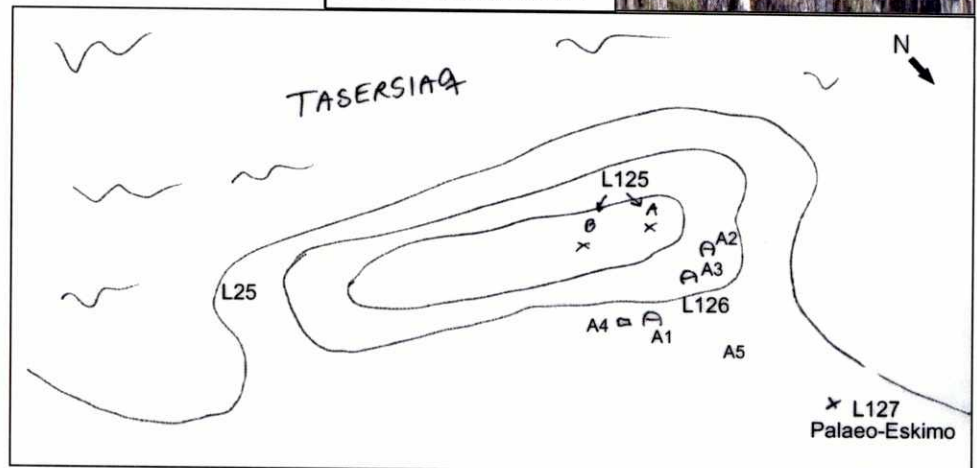 N
TASERSIAQ
L125
A
B
A2
A3
L25
L126
A4
A1
A5
L127
Palaeo-Eskimo